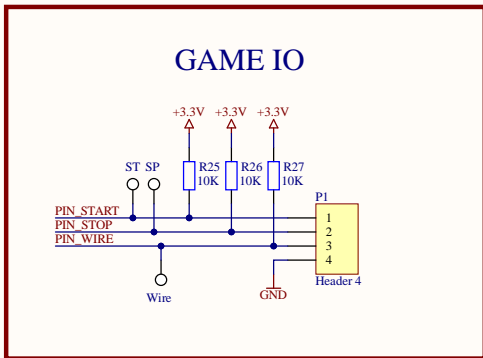 GAME IO
+3.3V +3.3V +3.3V
ST SP
R25 R26 R27
10K 10K 10K
P1
PIN_START 1
PIN_STOP 2
PIN_WIRE 3
4
Header 4
GND
Wire